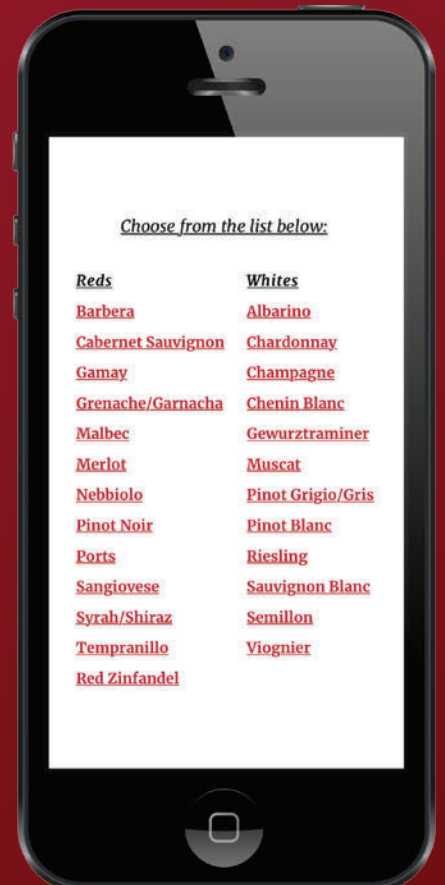 Choose from the list below:
Reds
Barbera
Cabernet Sauvignon
Gamay
Grenache/Garnacha
Malbec
Merlot
Nebbiolo
Pinot Noir
Ports
Sangiovese
Syrah/Shiraz
Tempranillo
Red Zinfandel
Whites
Albarino
Chardonnay
Champagne
Chenin Blanc
Gewurztraminer
Muscat
Pinot Grigio/Gris
Pinot Blanc
Riesling
Sauvignon Blanc
Semillon
Viognier